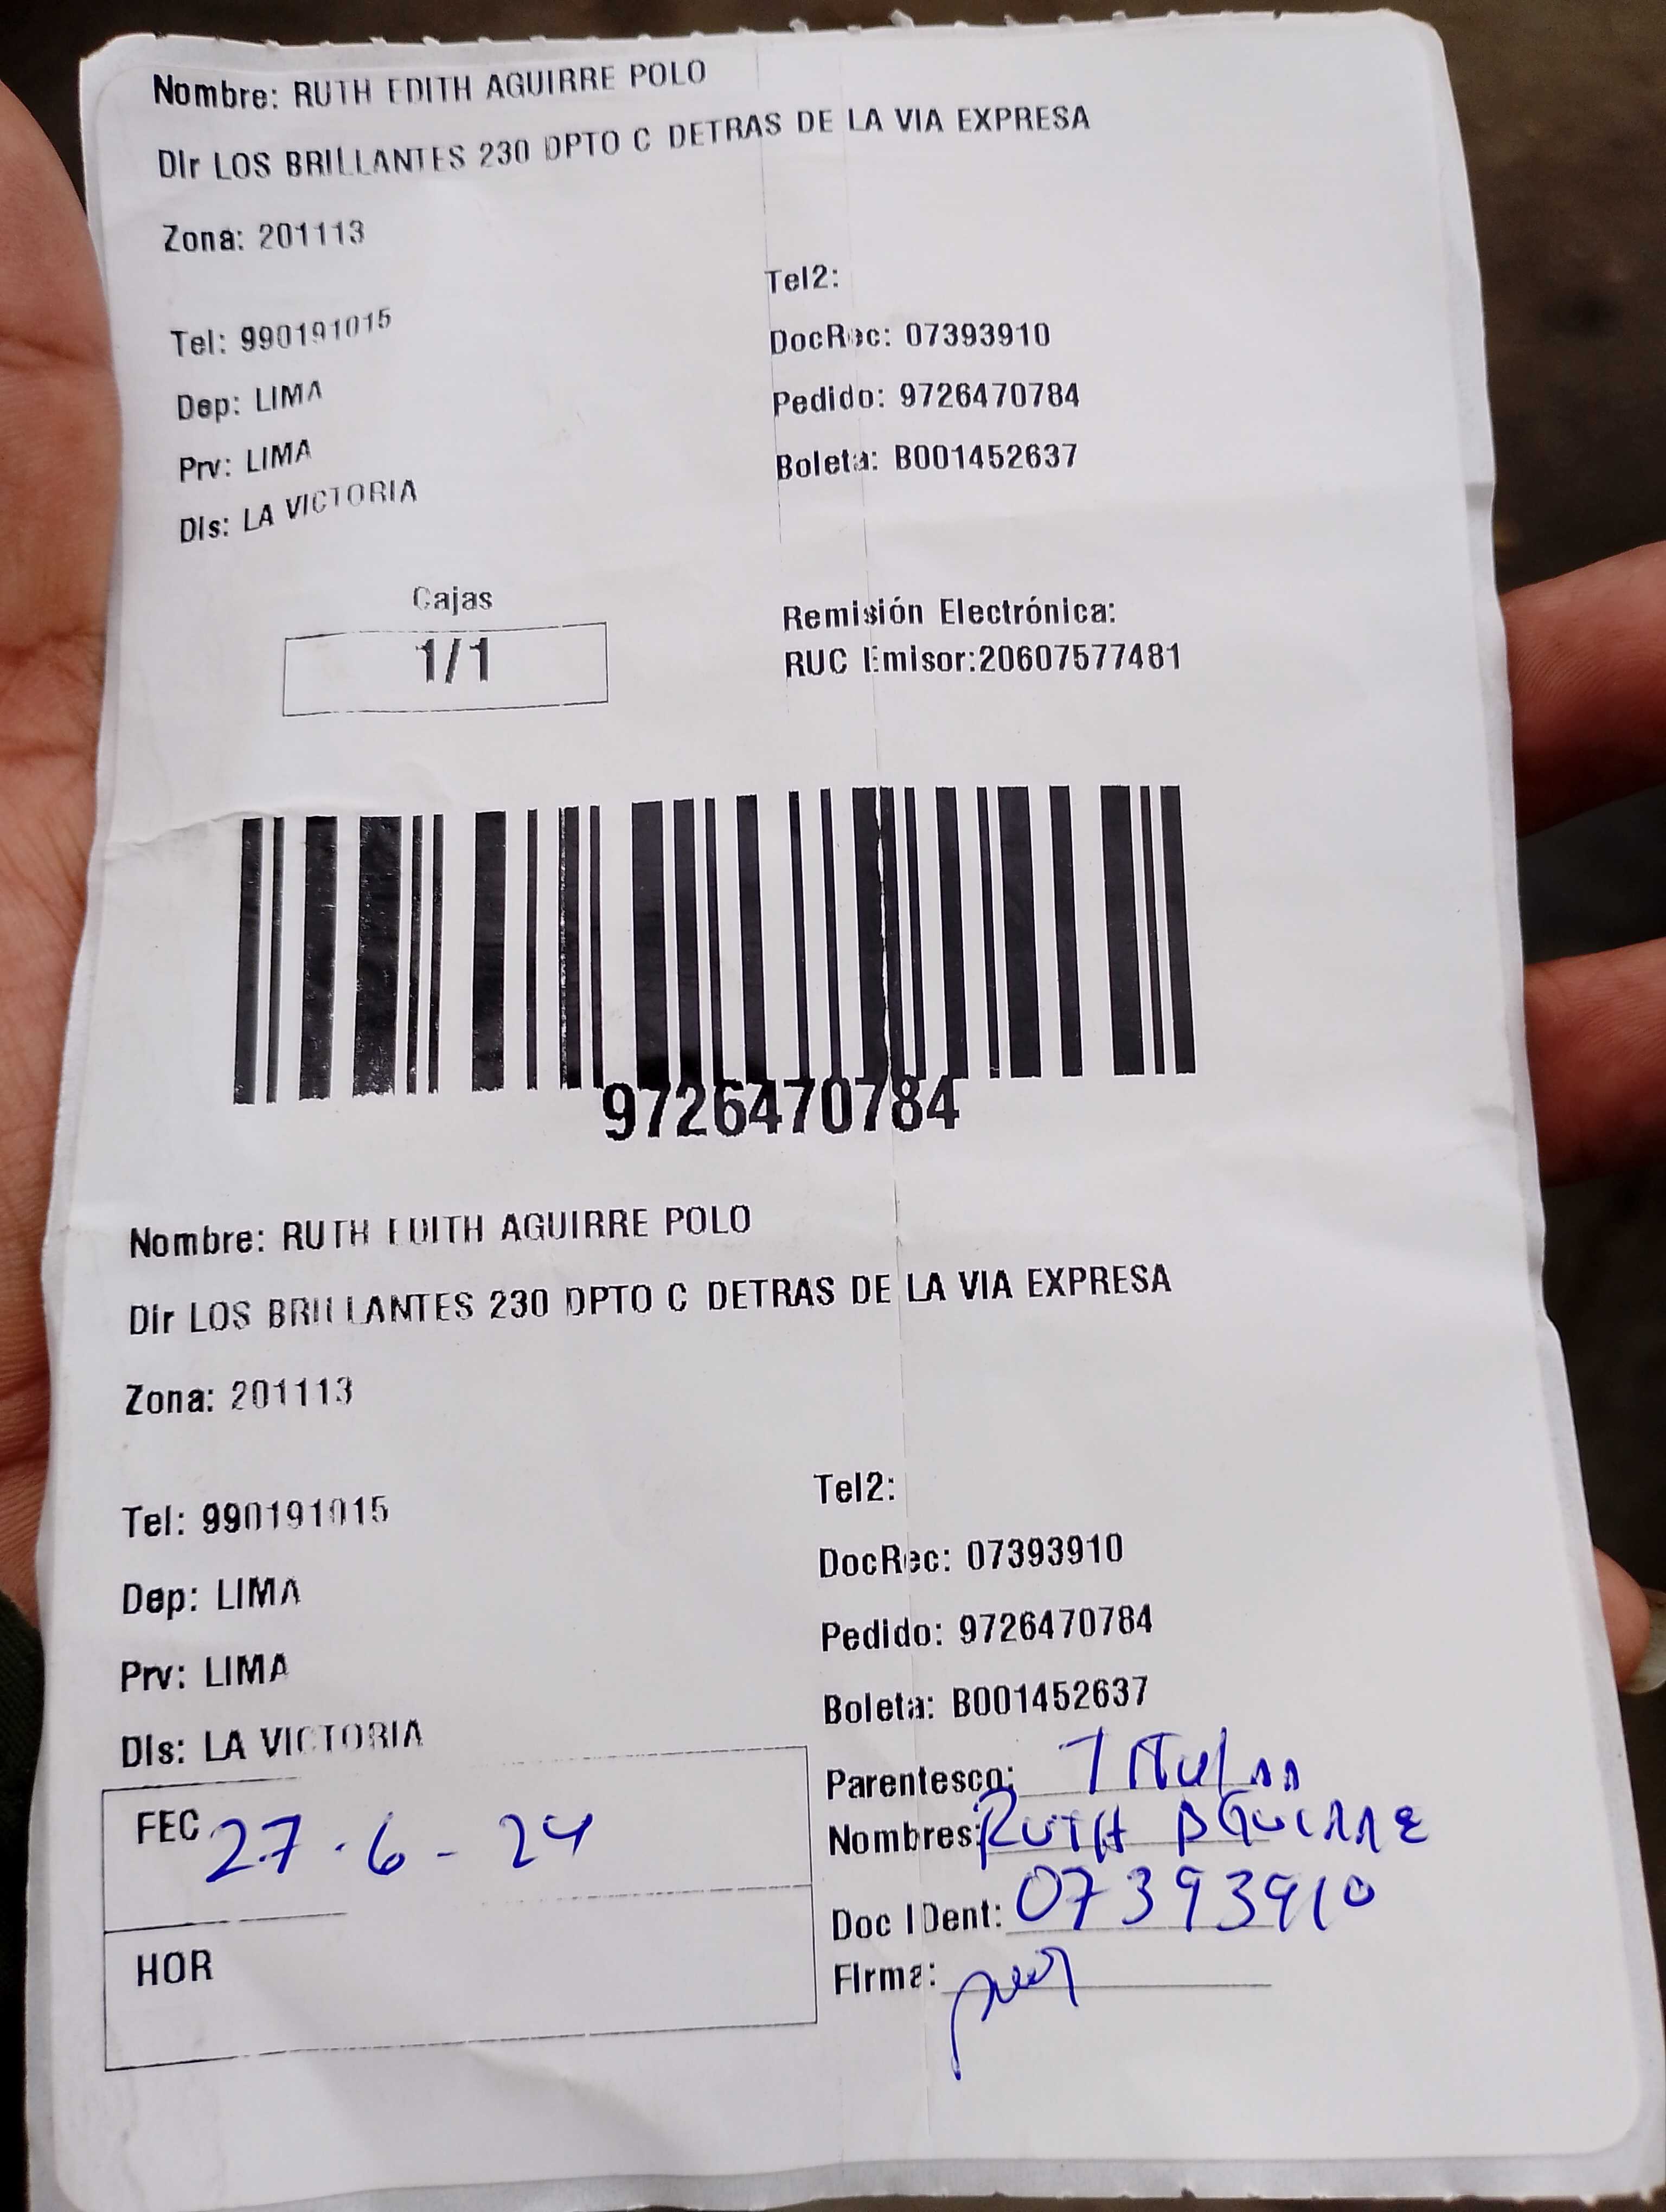 Nombre: RUTH EDITH AGUIRRE POLO
Dir LOS BRILLANTES 230 DPTO C DETRAS DE LA VIA EXPRESA
Zona: 201113
Tel2:
Tel: 990191015
DocRec: 07393910
Dep: LIMA
Pedido: 9726470784
Prv: LIMA
Boleta: B001452637
Dis: LA VICTORIA
Cajas
1/1
Remisión Electrónica:
RUC Emisor:20607577481
9726470784
Nombre: RUTH EDITH AGUIRRE POLO
Dir LOS BRILLANTES 230 DPTO C DETRAS DE LA VIA EXPRESA
Zona: 201113
Tel2:
Tel: 990191015
DocRec: 07393910
Dep: LIMA
Pedido: 9726470784
Prv: LIMA
Boleta: B001452637
Dis: LA VICTORIA
Parentesco: TITULAR
FEC 27-6-24
Nombres: RUTH AGUIRRE
Doc IDent: 07393910
HOR
Firma: